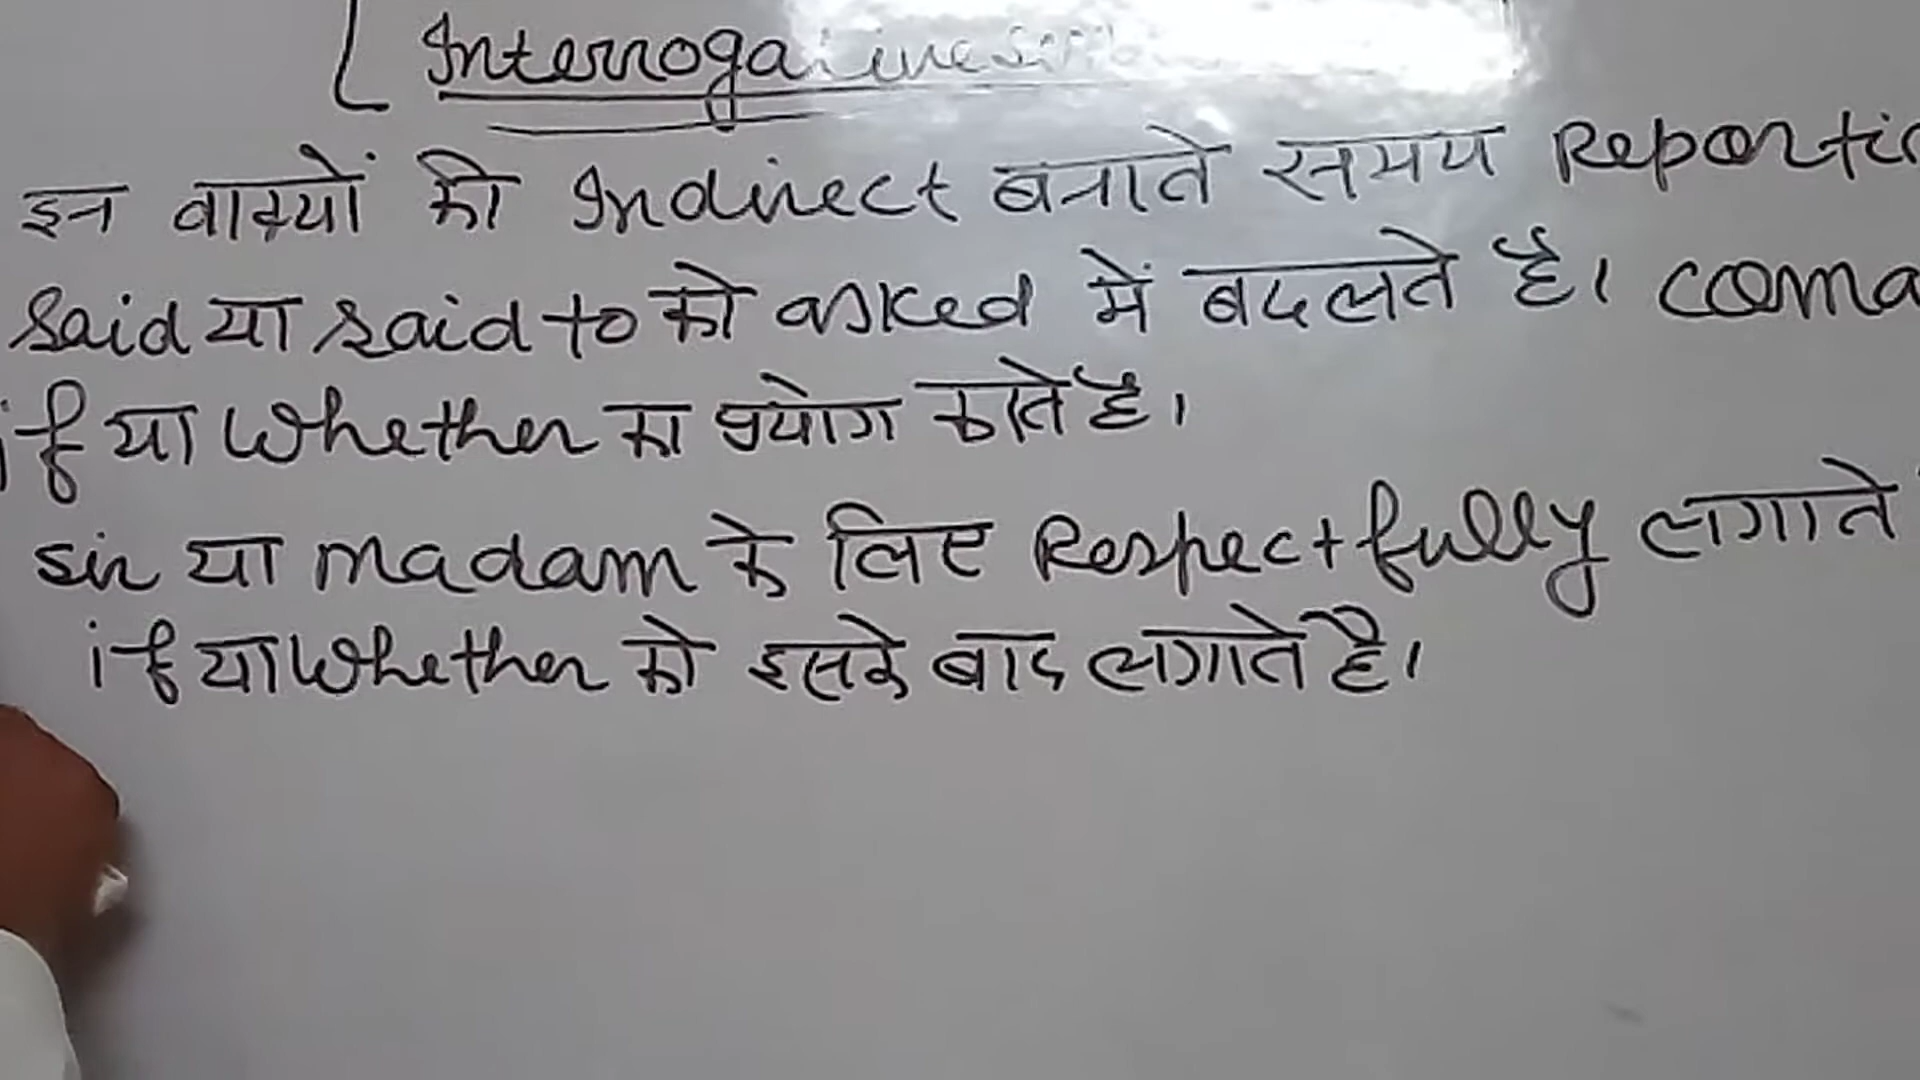 Interrogative
इन वाक्यों को Indirect बनाते समय Reportin
Said या said to को asked में बदलते है। coma
if या whether का प्रयोग करते है।
sir या madam के लिए Respectfully लगाते
if या whether को इसके बाद लगाते है।